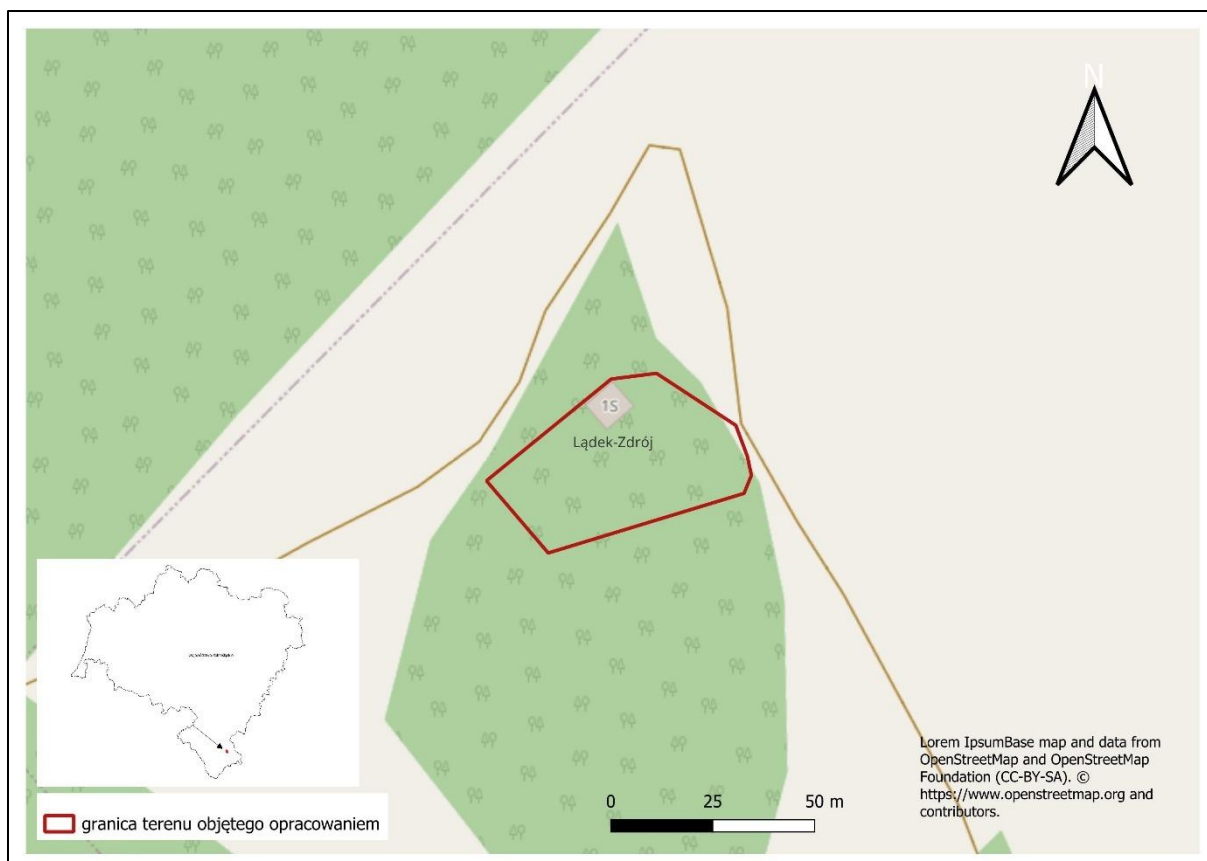 N
1S
Lądek-Zdrój
Lorem IpsumBase map and data from
OpenStreetMap and OpenStreetMap
Foundation (CC-BY-SA). ©
https://www.openstreetmap.org and
contributors.
0 25 50 m
granica terenu objętego opracowaniem